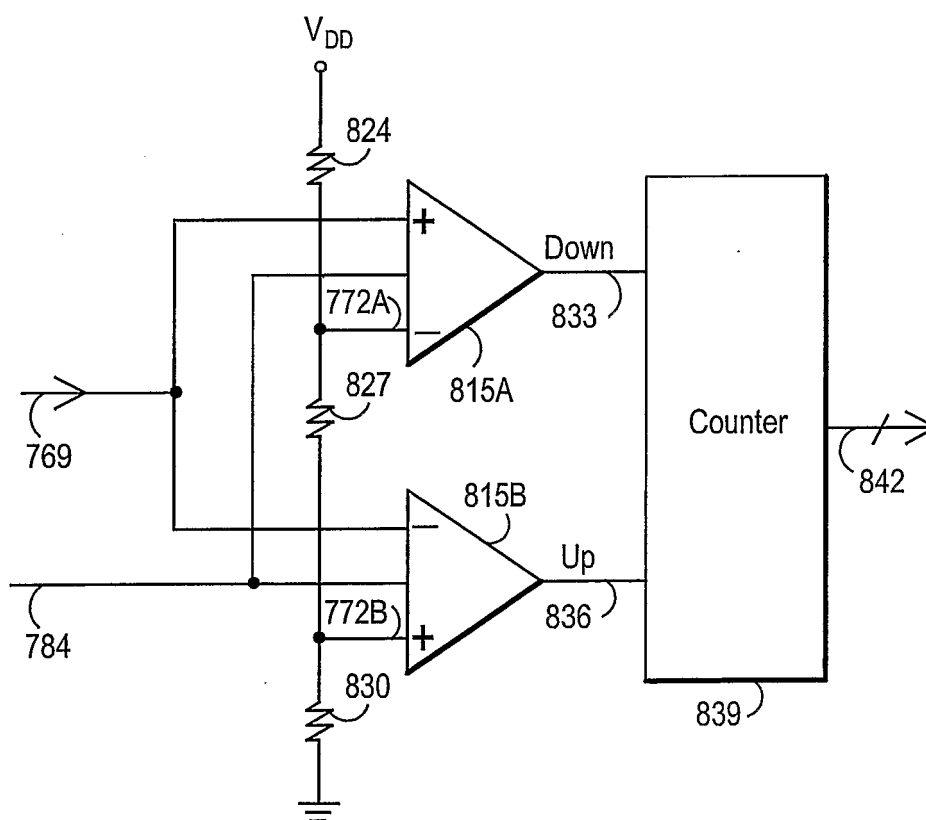 VDD
824
+
Down
772A
−
833
815A
827
Counter
769
842
815B
−
Up
772B
836
784
+
830
839